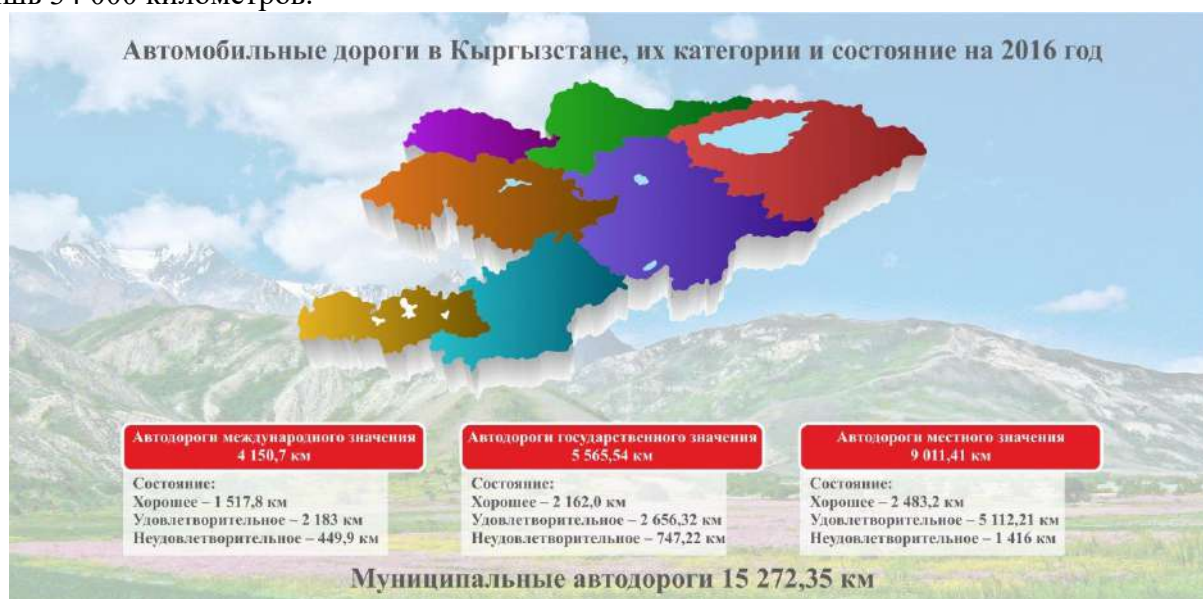 34 000 километров.
Автомобильные дороги в Кыргызстане, их категории и состояние на 2016 год
Автодороги международного значения
4 150,7 км
Состояние:
Хорошее – 1 517,8 км
Удовлетворительное – 2 183 км
Неудовлетворительное – 449,9 км
Автодороги государственного значения
5 565,54 км
Состояние:
Хорошее – 2 162,0 км
Удовлетворительное – 2 656,32 км
Неудовлетворительное – 747,22 км
Автодороги местного значения
9 011,41 км
Состояние:
Хорошее – 2 483,2 км
Удовлетворительное – 5 112,21 км
Неудовлетворительное – 1 416 км
Муниципальные автодороги 15 272,35 км